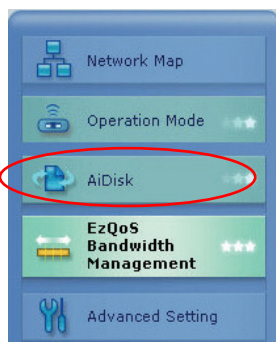 Network Map
Operation Mode
AiDisk
EzQoS
Bandwidth
Management
Advanced Setting